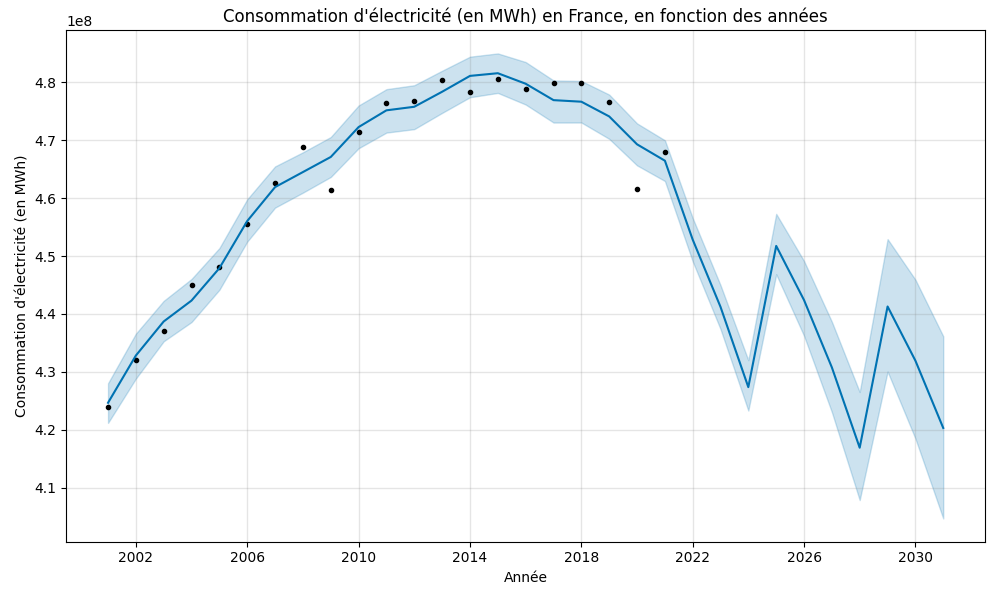 Consommation d'électricité (en MWh) en France, en fonction des années
1e8
4.8
4.7
4.6
4.5
4.4
4.3
4.2
4.1
Consommation d'électricité (en MWh)
2002 2006 2010 2014 2018 2022 2026 2030
Année